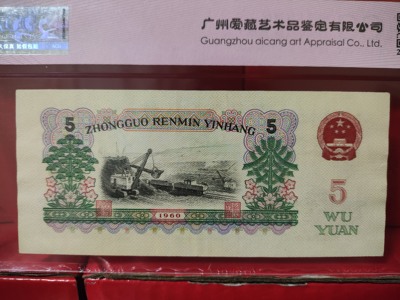 广州爱藏艺术品鉴定有限公司
Guangzhou aicang art Appraisal Co., Ltd.
5 5
ZHONGGUO RENMIN YINHANG
5
WU
YUAN
1960